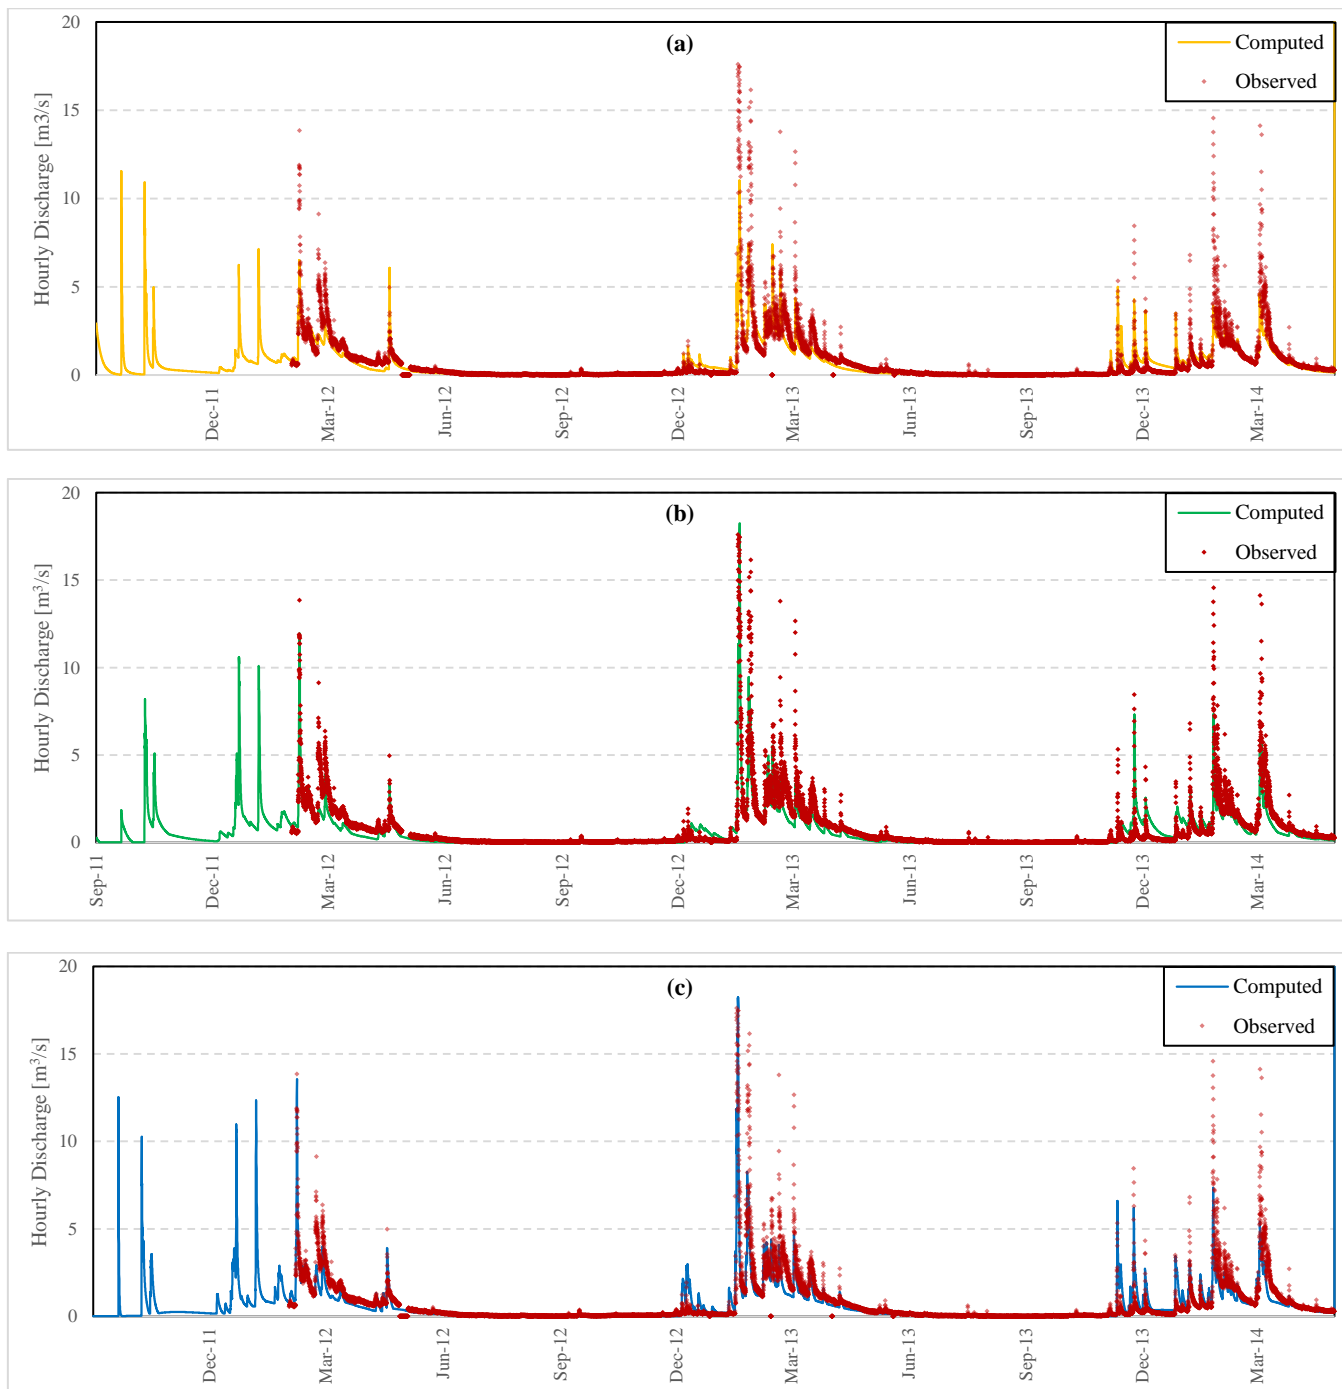 20
(a)
Computed
Observed
15
10
5
0
Hourly Discharge [m3/s]
Dec-11
Mar-12
Jun-12
Sep-12
Dec-12
Mar-13
Jun-13
Sep-13
Dec-13
Mar-14
20
(b)
Computed
Observed
15
10
5
0
Hourly Discharge [m³/s]
Sep-11
Dec-11
Mar-12
Jun-12
Sep-12
Dec-12
Mar-13
Jun-13
Sep-13
Dec-13
Mar-14
20
(c)
Computed
Observed
15
10
5
0
Hourly Discharge [m³/s]
Dec-11
Mar-12
Jun-12
Sep-12
Dec-12
Mar-13
Jun-13
Sep-13
Dec-13
Mar-14